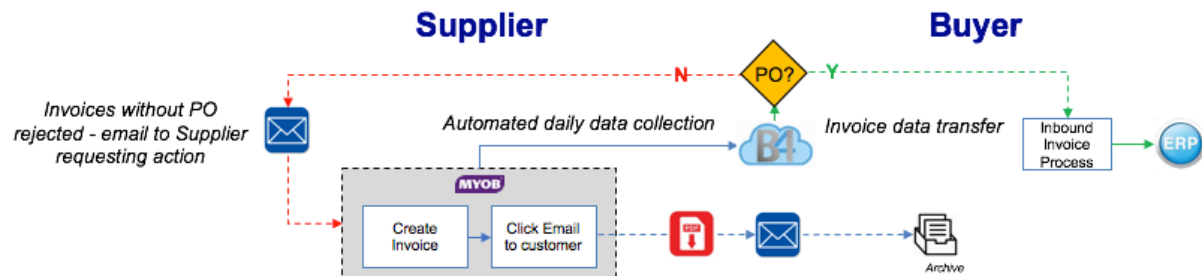 Supplier
Buyer
PO?
N
Y
Invoices without PO
rejected - email to Supplier
requesting action
Automated daily data collection
B4
Invoice data transfer
Inbound
Invoice
Process
ERP
MYOB
Create
Invoice
Click Email
to customer
PDF
Archive